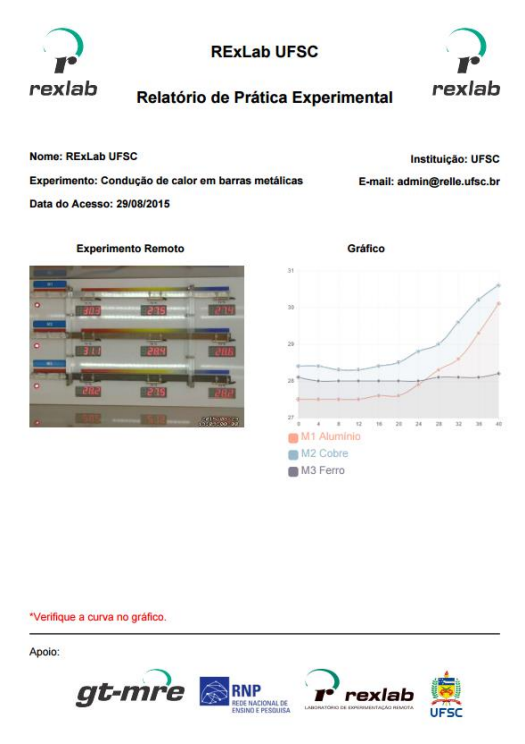 rexlab
RExLab UFSC
Relatório de Prática Experimental
rexlab
Nome: RExLab UFSC
Instituição: UFSC
Experimento: Condução de calor em barras metálicas
E-mail: admin@relle.ufsc.br
Data do Acesso: 29/08/2015
Experimento Remoto
Gráfico
31
30
29
28
27
0 4 8 12 16 20 24 28 32 36 40
M1 Alumínio
M2 Cobre
M3 Ferro
*Verifique a curva no gráfico.
Apoio:
gt-mre
RNP
REDE NACIONAL DE
ENSINO E PESQUISA
rexlab
LABORATÓRIO DE EXPERIMENTAÇÃO REMOTA
UFSC